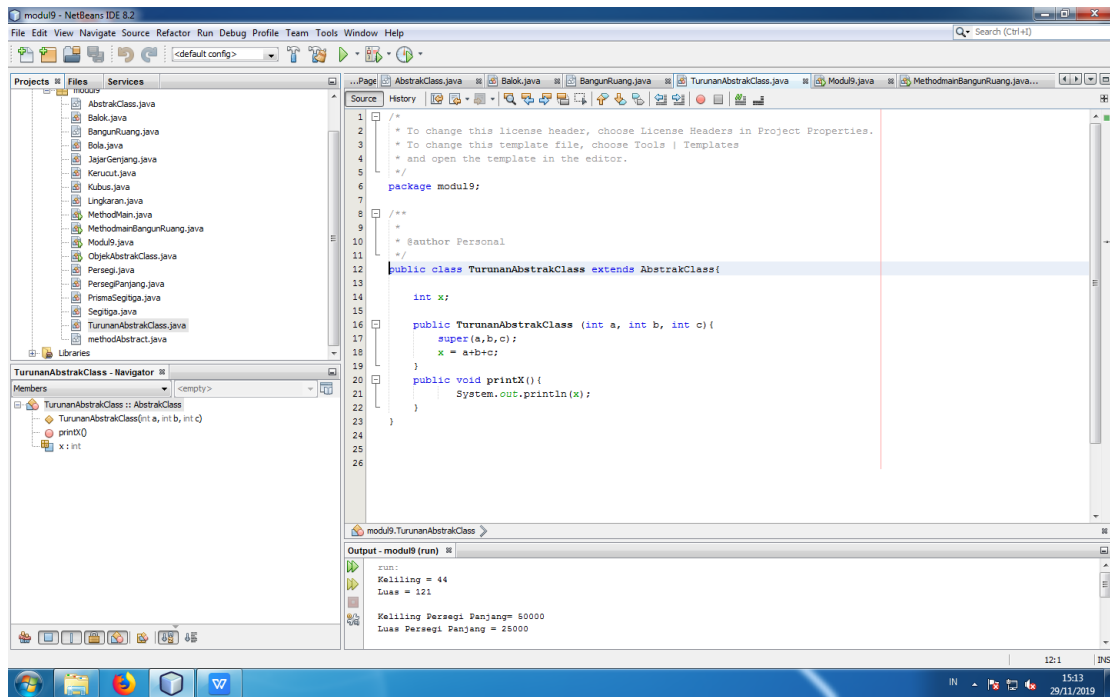 modul9 - NetBeans IDE 8.2
File Edit View Navigate Source Refactor Run Debug Profile Team Tools Window Help
Search (Ctrl+I)
<default config>
Projects Files Services
modul9
AbstrakClass.java
Balok.java
BangunRuang.java
Bola.java
JajarGenjang.java
Kerucut.java
Kubus.java
Lingkaran.java
MethodMain.java
MethodmainBangunRuang.java
Modul9.java
ObjekAbstrakClass.java
Persegi.java
PersegiPanjang.java
PrismaSegitiga.java
Segitiga.java
TurunanAbstrakClass.java
methodAbstract.java
Libraries
TurunanAbstrakClass - Navigator
Members <empty>
TurunanAbstrakClass :: AbstrakClass
TurunanAbstrakClass(int a, int b, int c)
printX()
x : int
...Page AbstrakClass.java Balok.java BangunRuang.java TurunanAbstrakClass.java Modul9.java MethodmainBangunRuang.java...
Source History
1 /*
2 * To change this license header, choose License Headers in Project Properties.
3 * To change this template file, choose Tools | Templates
4 * and open the template in the editor.
5 */
6 package modul9;
7
8 /**
9 *
10 * @author Personal
11 */
12 public class TurunanAbstrakClass extends AbstrakClass{
13
14 int x;
15
16 public TurunanAbstrakClass (int a, int b, int c){
17 super(a,b,c);
18 x = a+b+c;
19 }
20 public void printX(){
21 System.out.println(x);
22 }
23 }
24
25
26
modul9.TurunanAbstrakClass
Output - modul9 (run)
run:
Keliling = 44
Luas = 121
Keliling Persegi Panjang= 50000
Luas Persegi Panjang = 25000
12:1 INS
IN 15:13
29/11/2019